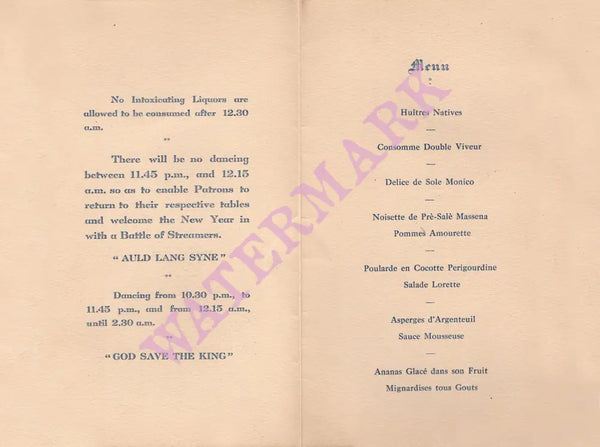 No Intoxicating Liquors are
allowed to be consumed after 12.30
a.m.
There will be no dancing
between 11.45 p.m., and 12.15
a.m. so as to enable Patrons to
return to their respective tables
and welcome the New Year in
with a Battle of Streamers.
"AULD LANG SYNE"
Dancing from 10.30 p.m., to
11.45 p.m., and from 12.15 a.m.,
until 2.30 a.m.
"GOD SAVE THE KING"
Menu
Huîtres Natives
Consomme Double Viveur
Delice de Sole Monico
Noisette de Prè-Salè Massena
Pommes Amourette
Poularde en Cocotte Perigourdine
Salade Lorette
Asperges d'Argenteuil
Sauce Mousseuse
Ananas Glacé dans son Fruit
Mignardises tous Gouts
WATERMARK